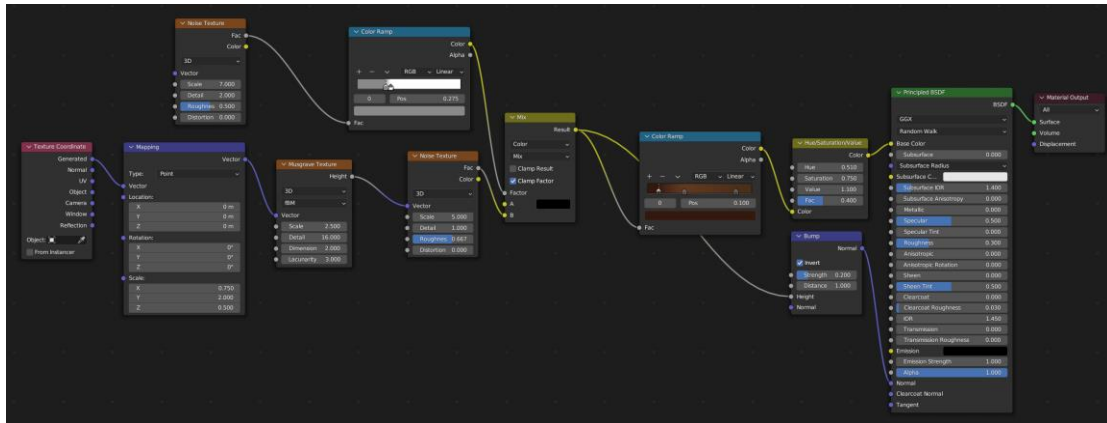 Noise Texture
Fac
Color
3D
Vector
Scale 7.000
Detail 2.000
Roughnes 0.500
Distortion 0.000
Color Ramp
Color
Alpha
+ − RGB Linear
0 Pos 0.275
Fac
Texture Coordinate
Generated
Normal
UV
Object
Camera
Window
Reflection
Object:
From Instancer
Mapping
Vector
Type: Point
Vector
Location:
X 0 m
Y 0 m
Z 0 m
Rotation:
X 0°
Y 0°
Z 0°
Scale:
X 0.750
Y 2.000
Z 0.500
Musgrave Texture
Height
3D
fBM
Vector
Scale 2.500
Detail 16.000
Dimension 2.000
Lacunarity 3.000
Noise Texture
Fac
Color
3D
Vector
Scale 5.000
Detail 1.000
Roughnes 0.667
Distortion 0.000
Mix
Result
Color
Mix
Clamp Result
Clamp Factor
Factor
A
B
Color Ramp
Color
Alpha
+ − RGB Linear
0 Pos 0.100
Fac
Hue/Saturation/Value
Color
Hue 0.510
Saturation 0.750
Value 1.100
Fac 0.400
Color
Bump
Normal
Invert
Strength 0.200
Distance 1.000
Height
Normal
Principled BSDF
BSDF
GGX
Random Walk
Base Color
Subsurface 0.000
Subsurface Radius
Subsurface C...
Subsurface IOR 1.400
Subsurface Anisotropy 0.000
Metallic 0.000
Specular 0.500
Specular Tint 0.000
Roughness 0.300
Anisotropic 0.000
Anisotropic Rotation 0.000
Sheen 0.000
Sheen Tint 0.500
Clearcoat 0.000
Clearcoat Roughness 0.030
IOR 1.450
Transmission 0.000
Transmission Roughness 0.000
Emission
Emission Strength 1.000
Alpha 1.000
Normal
Clearcoat Normal
Tangent
Material Output
All
Surface
Volume
Displacement